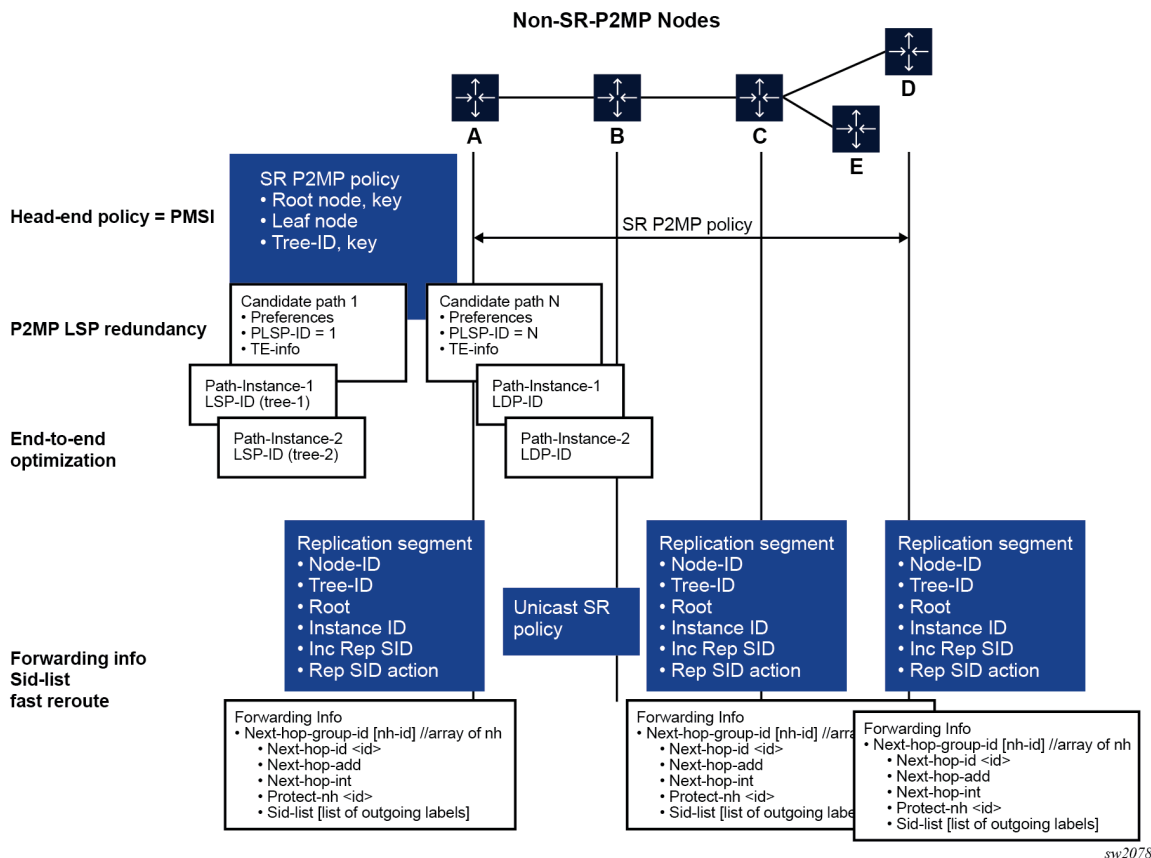 Non-SR-P2MP Nodes
A
B
C
D
E
Head-end policy = PMSI
SR P2MP policy
• Root node, key
• Leaf node
• Tree-ID, key
SR P2MP policy
P2MP LSP redundancy
Candidate path 1
• Preferences
• PLSP-ID = 1
• TE-info
Candidate path N
• Preferences
• PLSP-ID = N
• TE-info
End-to-end
optimization
Path-Instance-1
LSP-ID (tree-1)
Path-Instance-2
LSP-ID (tree-2)
Path-Instance-1
LDP-ID
Path-Instance-2
LDP-ID
Forwarding info
Sid-list
fast reroute
Replication segment
• Node-ID
• Tree-ID
• Root
• Instance ID
• Inc Rep SID
• Rep SID action
Unicast SR
policy
Replication segment
• Node-ID
• Tree-ID
• Root
• Instance ID
• Inc Rep SID
• Rep SID action
Replication segment
• Node-ID
• Tree-ID
• Root
• Instance ID
• Inc Rep SID
• Rep SID action
Forwarding Info
• Next-hop-group-id [nh-id] //array of nh
• Next-hop-id <id>
• Next-hop-add
• Next-hop-int
• Protect-nh <id>
• Sid-list [list of outgoing labels]
Forwarding Info
• Next-hop-group-id [nh-id] //arra
• Next-hop-id <id>
• Next-hop-add
• Next-hop-int
• Protect-nh <id>
• Sid-list [list of outgoing labe
Forwarding Info
• Next-hop-group-id [nh-id] //array of nh
• Next-hop-id <id>
• Next-hop-add
• Next-hop-int
• Protect-nh <id>
• Sid-list [list of outgoing labels]
sw2078